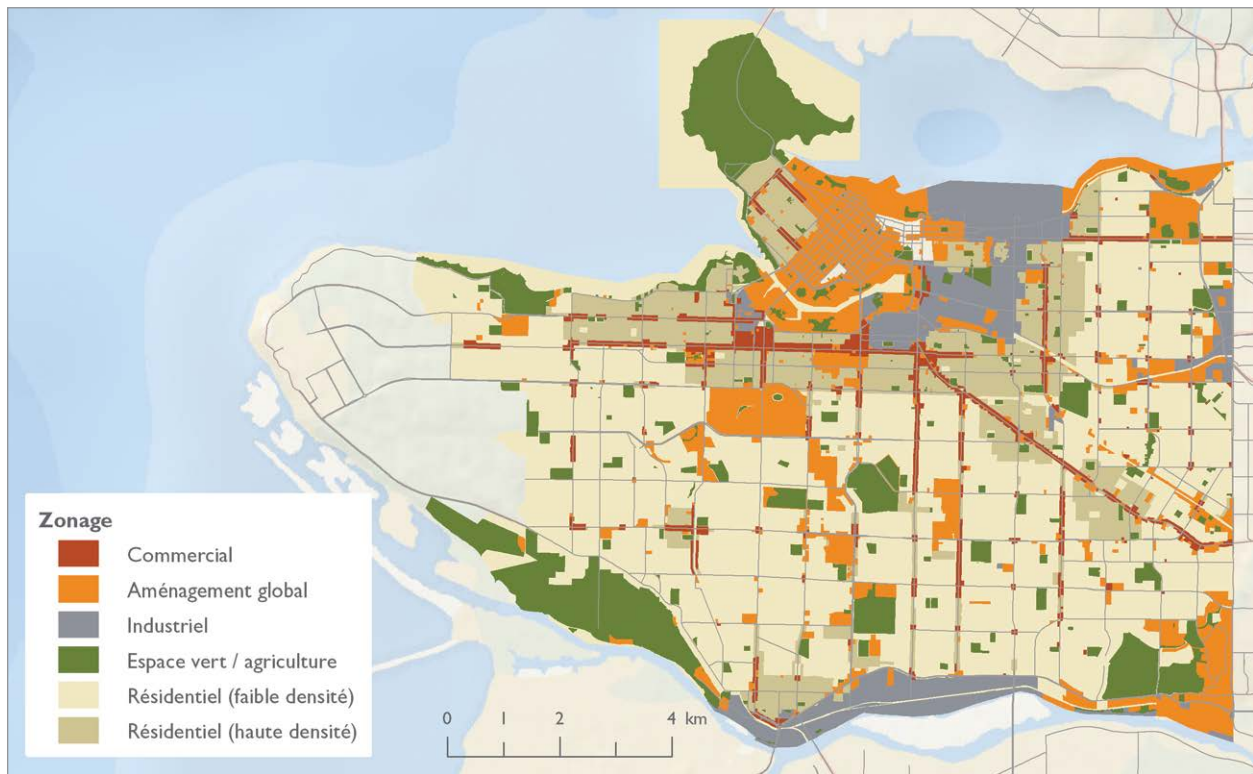 Zonage
Commercial
Aménagement global
Industriel
Espace vert / agriculture
Résidentiel (faible densité)
Résidentiel (haute densité)
0 1 2 4 km